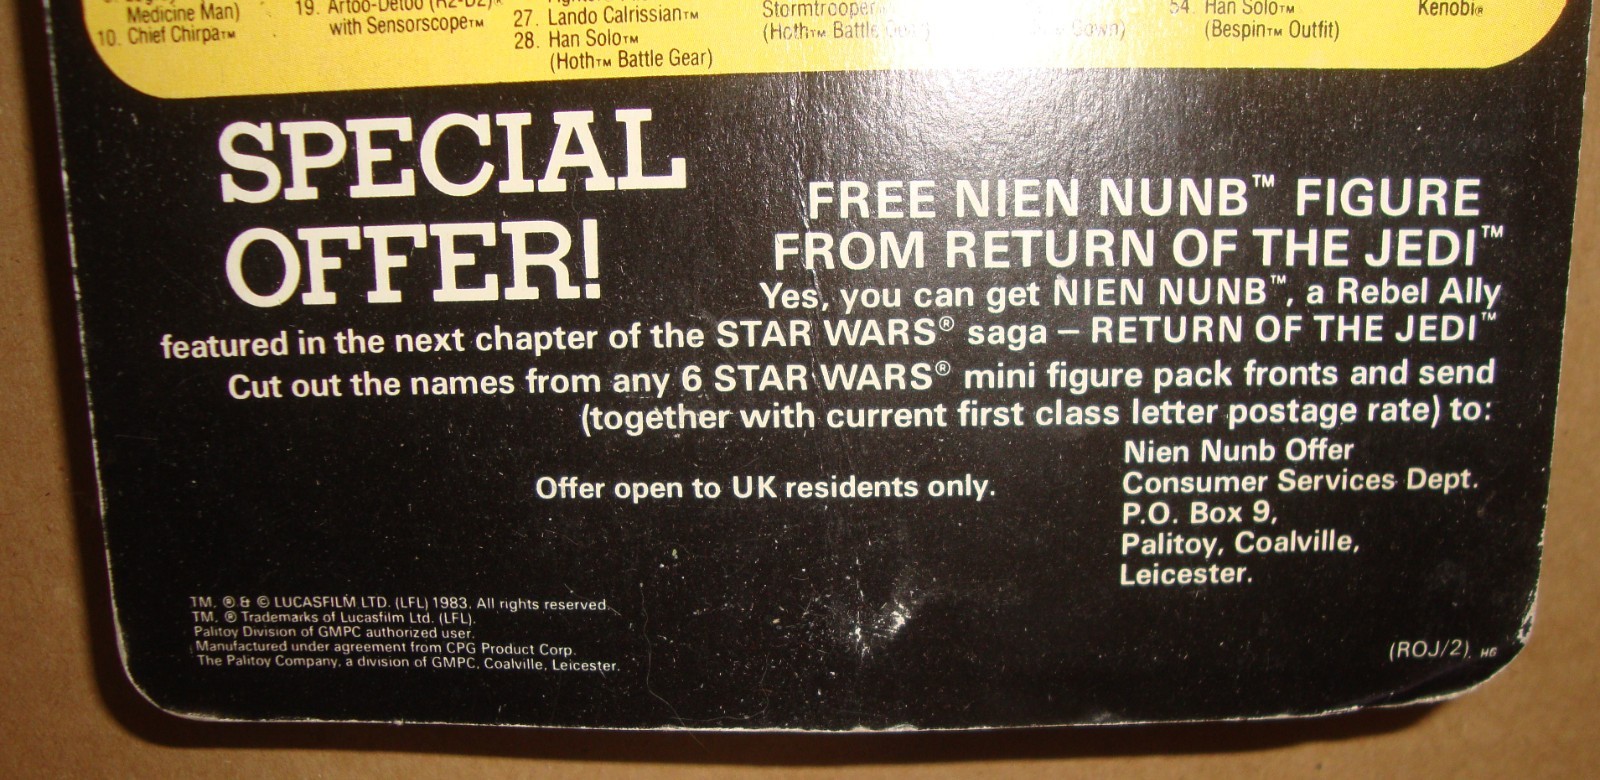 Medicine Man)
10. Chief Chirpa™
19. Artoo-Detoo (R2-D2)®
with Sensorscope™
27. Lando Calrissian™
28. Han Solo™
(Hoth™ Battle Gear)
Stormtrooper
(Hoth™ Battle
Gown)
54. Han Solo™
(Bespin™ Outfit)
Kenobi®
SPECIAL
OFFER!
FREE NIEN NUNB™ FIGURE
FROM RETURN OF THE JEDI™
Yes, you can get NIEN NUNB™, a Rebel Ally
featured in the next chapter of the STAR WARS® saga – RETURN OF THE JEDI™
Cut out the names from any 6 STAR WARS® mini figure pack fronts and send
(together with current first class letter postage rate) to:
Nien Nunb Offer
Consumer Services Dept.
P.O. Box 9,
Palitoy, Coalville,
Leicester.
Offer open to UK residents only.
TM, ® & © LUCASFILM LTD. (LFL) 1983. All rights reserved.
TM, ® Trademarks of Lucasfilm Ltd. (LFL).
Palitoy Division of GMPC authorized user.
Manufactured under agreement from CPG Product Corp.
The Palitoy Company, a division of GMPC, Coalville, Leicester.
(ROJ/2). HG